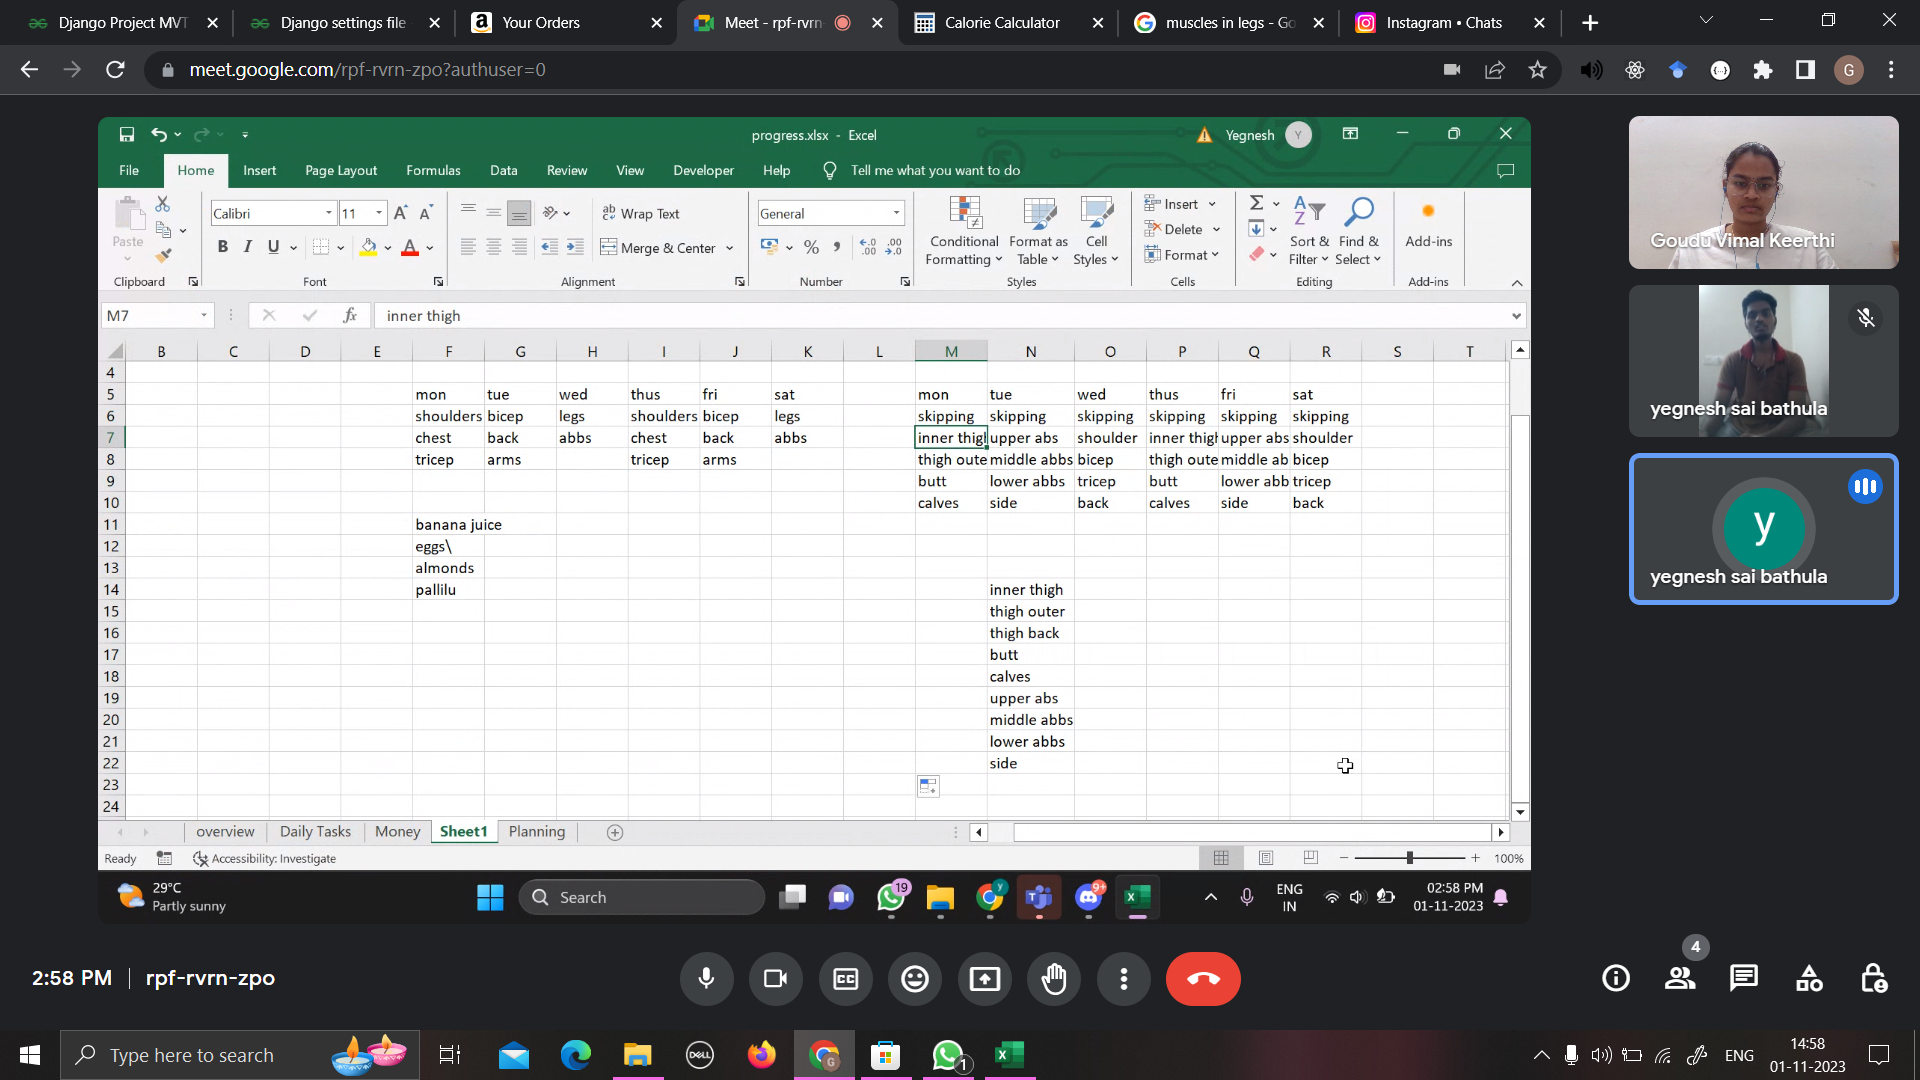 Django Project MVT
Django settings file
Your Orders
Meet - rpf-rvrn-
Calorie Calculator
muscles in legs - Go
Instagram • Chats
meet.google.com/rpf-rvrn-zpo?authuser=0
G
progress.xlsx - Excel
Yegnesh
Y
File Home Insert Page Layout Formulas Data Review View Developer Help Tell me what you want to do
Paste
Calibri 11
B I U
Wrap Text
Merge & Center
General
Conditional Formatting
Format as Table
Cell Styles
Insert
Delete
Format
Sort & Filter
Find & Select
Add-ins
Clipboard Font Alignment Number Styles Cells Editing Add-ins
M7 fx inner thigh
B C D E F G H I J K L M N O P Q R S T
4
5 mon tue wed thus fri sat mon tue wed thus fri sat
6 shoulders bicep legs shoulders bicep legs skipping skipping skipping skipping skipping skipping
7 chest back abbs chest back abbs inner thigh upper abs shoulder inner thigh upper abs shoulder
8 tricep arms tricep arms thigh oute middle abbs bicep thigh oute middle ab bicep
9 butt lower abbs tricep butt lower abb tricep
10 calves side back calves side back
11 banana juice
12 eggs\
13 almonds
14 pallilu inner thigh
15 thigh outer
16 thigh back
17 butt
18 calves
19 upper abs
20 middle abbs
21 lower abbs
22 side
23
24
overview Daily Tasks Money Sheet1 Planning
Ready Accessibility: Investigate 100%
29°C
Partly sunny
Search
19
9+
ENG
IN
02:58 PM
01-11-2023
Goudu Vimal Keerthi
yegnesh sai bathula
y
yegnesh sai bathula
2:58 PM | rpf-rvrn-zpo
CC
4
Type here to search
DELL
G
1
ENG
14:58
01-11-2023